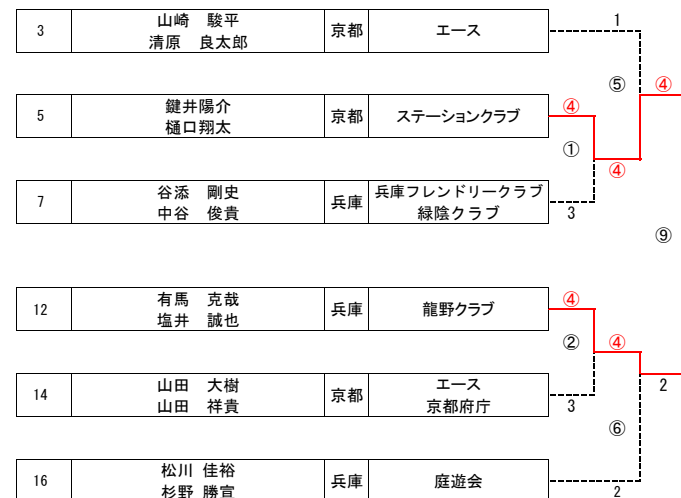 1
3
山崎　駿平
清原　良太郎
京都
エース
⑤
④
5
鍵井陽介
樋口翔太
京都
ステーションクラブ
④
①
④
7
谷添　剛史
中谷　俊貴
兵庫
兵庫フレンドリークラブ
緑陰クラブ
3
⑨
12
有馬　克哉
塩井　誠也
兵庫
龍野クラブ
④
②
④
14
山田　大樹
山田　祥貴
京都
エース
京都府庁
3
2
⑥
16
松川 佳裕
杉野 勝宣
兵庫
庭遊会
2